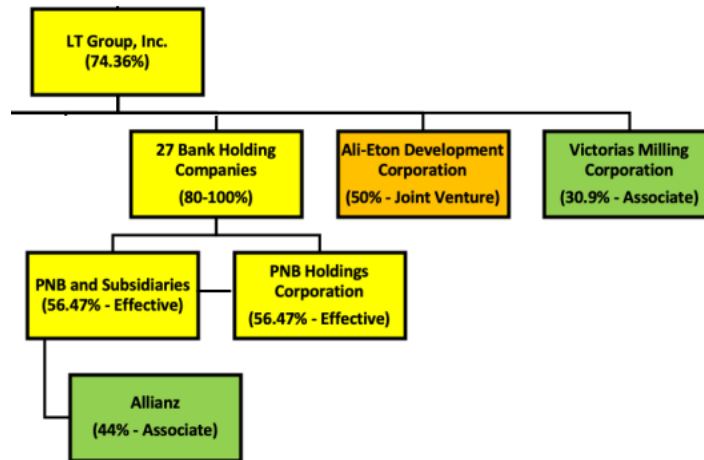 LT Group, Inc.
(74.36%)
27 Bank Holding
Companies
(80-100%)
Ali-Eton Development
Corporation
(50% - Joint Venture)
Victorias Milling
Corporation
(30.9% - Associate)
PNB and Subsidiaries
(56.47% - Effective)
PNB Holdings
Corporation
(56.47% - Effective)
Allianz
(44% - Associate)